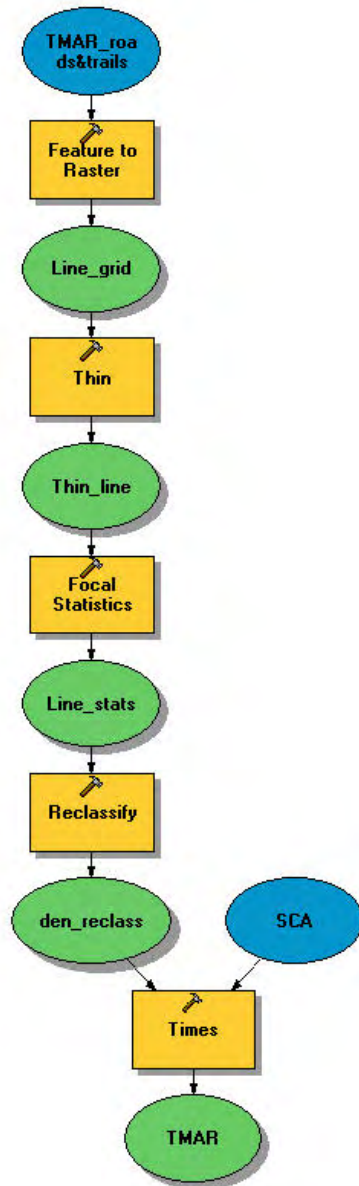 TMAR_roa
ds&trails
Feature to
Raster
Line_grid
Thin
Thin_line
Focal
Statistics
Line_stats
Reclassify
den_reclass
SCA
Times
TMAR